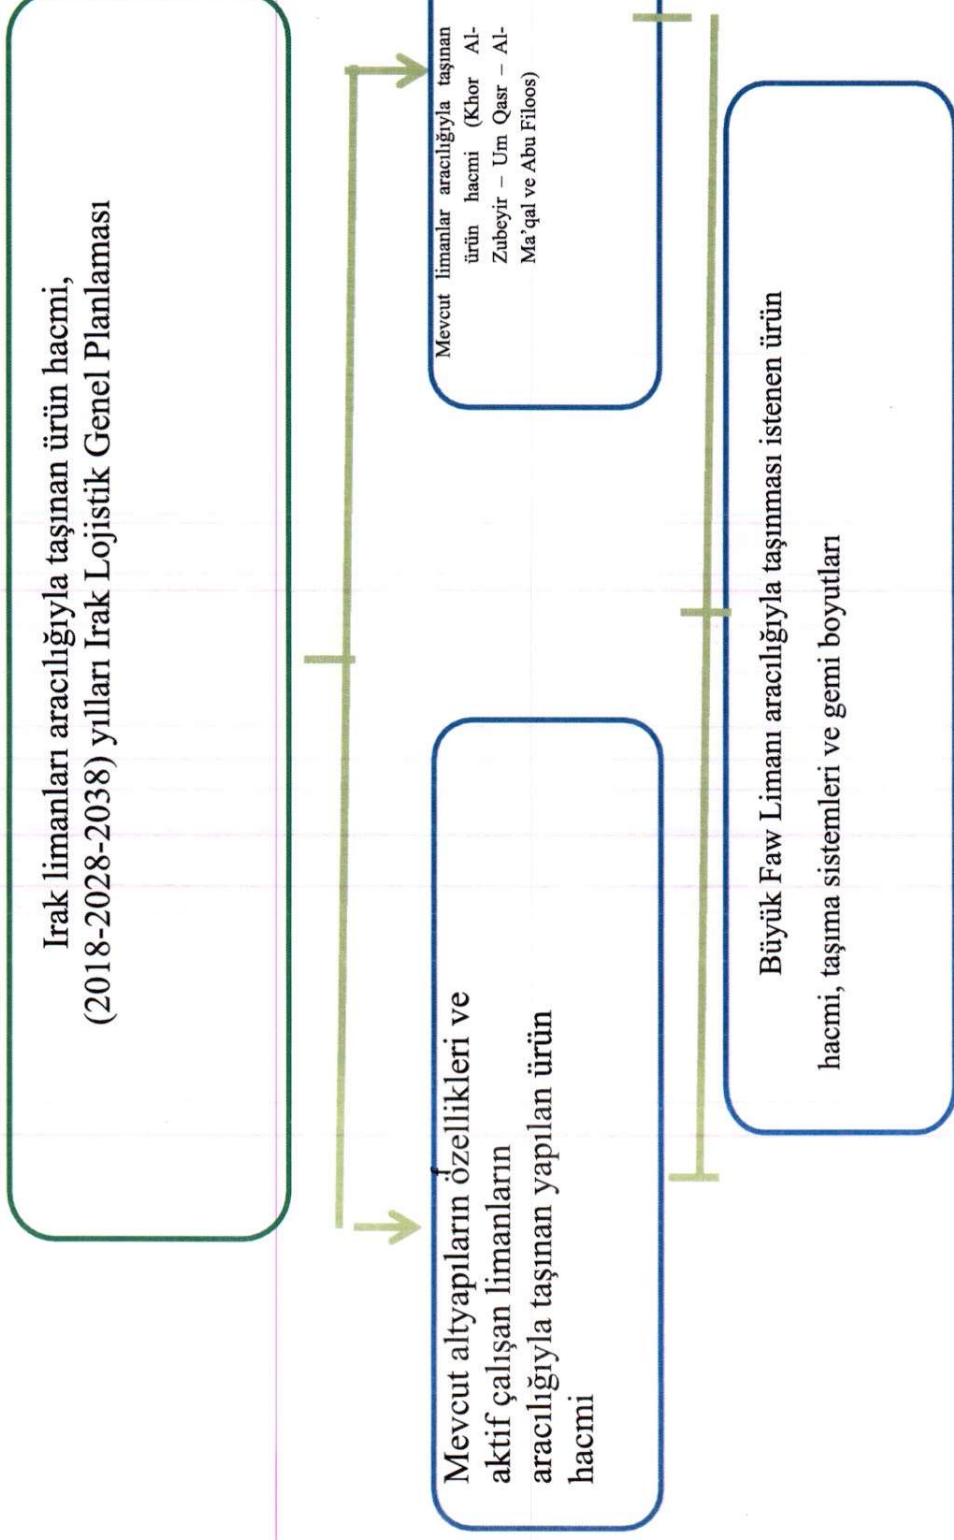 Irak limanları aracılığıyla taşınan ürün hacmi,
(2018-2028-2038) yılları Irak Lojistik Genel Planlaması
Mevcut altyapıların özellikleri ve
aktif çalışan limanların
aracılığıyla taşınan yapılan ürün
hacmi
Mevcut limanlar aracılığıyla taşınan
ürün hacmi (Khor Al-
Zubeyir – Um Qasr – Al-
Ma’qal ve Abu Filoos)
Büyük Faw Limanı aracılığıyla taşınması istenen ürün
hacmi, taşıma sistemleri ve gemi boyutları